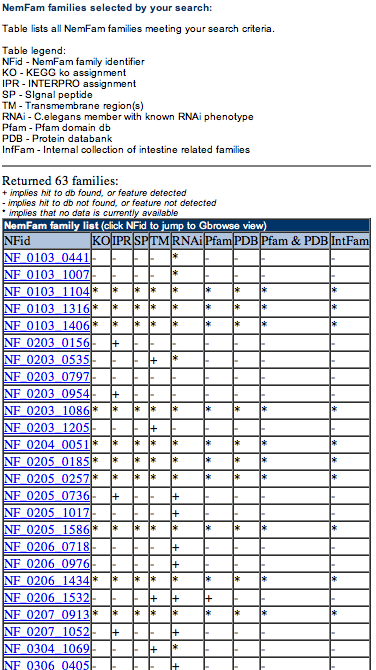 NemFam families selected by your search:
Table lists all NemFam families meeting your search criteria.
Table legend:
NFid - NemFam family identifier
KO - KEGG ko assignment
IPR - INTERPRO assignment
SP - SIgnal peptide
TM - Transmembrane region(s)
RNAi - C.elegans member with known RNAi phenotype
Pfam - Pfam domain db
PDB - Protein databank
InfFam - Internal collection of intestine related families
Returned 63 families:
+ implies hit to db found, or feature detected
- implies hit to db not found, or feature not detected
* implies that no data is currently available
NemFam family list (click NFid to jump to Gbrowse view)
NFid KO IPR SP TM RNAi Pfam PDB Pfam & PDB IntFam
NF_0103_0441 - - - - * - - - -
NF_0103_1007 - - - - * - - - -
NF_0103_1104 * * * * * * * * *
NF_0103_1316 * * * * * * * * *
NF_0103_1406 * * * * * * * * *
NF_0203_0156 - + - - - - - - -
NF_0203_0535 - - - + * - - - -
NF_0203_0797 - - - - - - - - -
NF_0203_0954 - + - - - - - - -
NF_0203_1086 * * * * * * * * *
NF_0203_1205 - - - + - - - - -
NF_0204_0051 * * * * * * * * *
NF_0205_0185 * * * * * * * * *
NF_0205_0257 * * * * * * * * *
NF_0205_0736 - + - - + - - - -
NF_0205_1017 - - - - + - - - -
NF_0205_1586 * * * * * * * * *
NF_0206_0718 - - - - + - - - -
NF_0206_0976 - - - - + - - - -
NF_0206_1434 * * * * * * * * *
NF_0206_1532 - - - + + + - - -
NF_0207_0913 * * * * * * * * *
NF_0207_1052 - + - - + - - - -
NF_0304_1069 - - - + * - - - -
NF_0306_0405 - - - - + - - - -